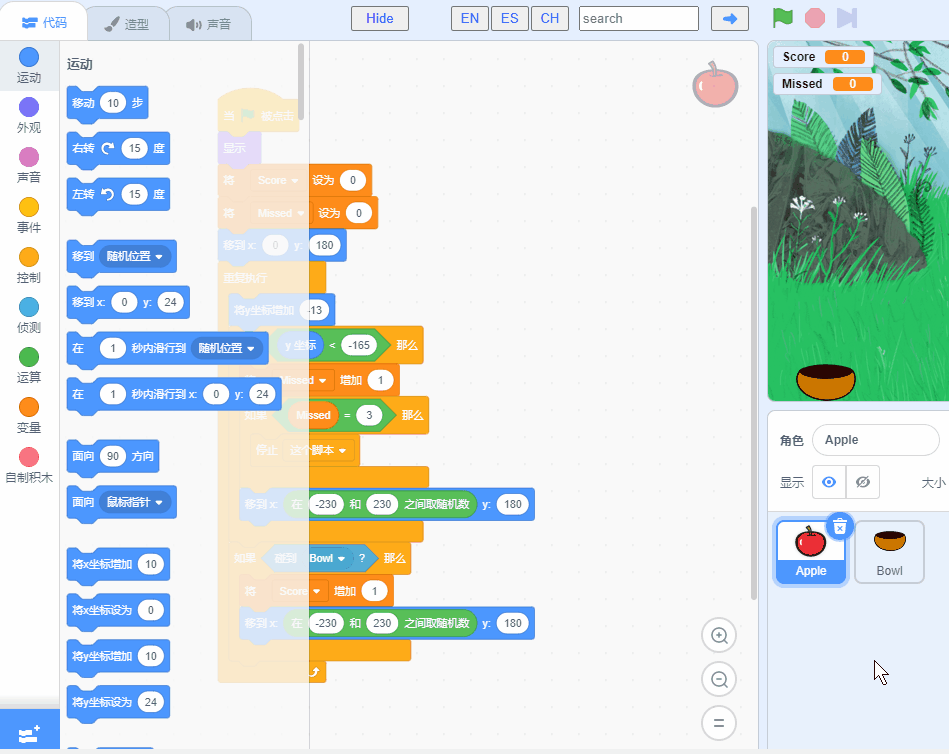 代码
造型
声音
Hide
EN
ES
CH
search
运动
外观
声音
事件
控制
侦测
运算
变量
自制积木
运动
移动 10 步
右转 15 度
左转 15 度
移到 随机位置
移到 x: 0 y: 24
在 1 秒内滑行到 随机位置
在 1 秒内滑行到 x: 0 y: 24
面向 90 方向
面向 鼠标指针
将x坐标增加 10
将x坐标设为 0
将y坐标增加 10
将y坐标设为 24
当 被点击
显示
将 Score 设为 0
将 Missed 设为 0
移到 x: 0 y: 180
重复执行
将y坐标增加 -13
y 坐标 < -165 那么
Missed 增加 1
如果 Missed = 3 那么
停止 这个脚本
移到 x: 在 -230 和 230 之间取随机数 y: 180
如果 碰到 Bowl ? 那么
将 Score 增加 1
移到 x: 在 -230 和 230 之间取随机数 y: 180
Score 0
Missed 0
角色 Apple
显示
大小
Apple
Bowl